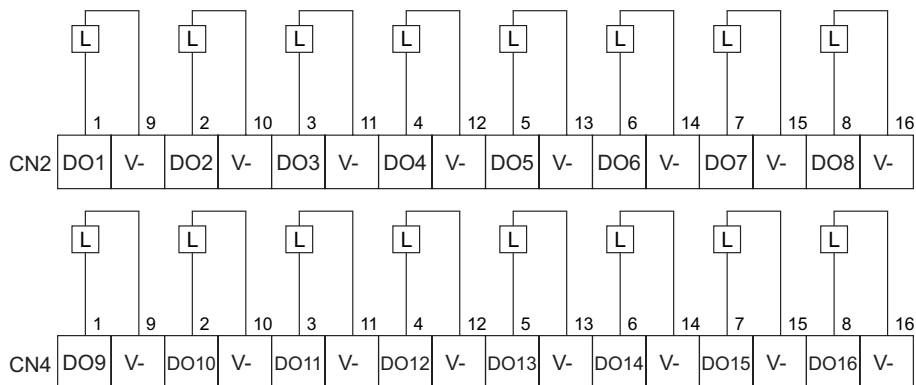 L L L L L L L L
1 9 2 10 3 11 4 12 5 13 6 14 7 15 8 16
CN2 DO1 V- DO2 V- DO3 V- DO4 V- DO5 V- DO6 V- DO7 V- DO8 V-
L L L L L L L L
1 9 2 10 3 11 4 12 5 13 6 14 7 15 8 16
CN4 DO9 V- DO10 V- DO11 V- DO12 V- DO13 V- DO14 V- DO15 V- DO16 V-